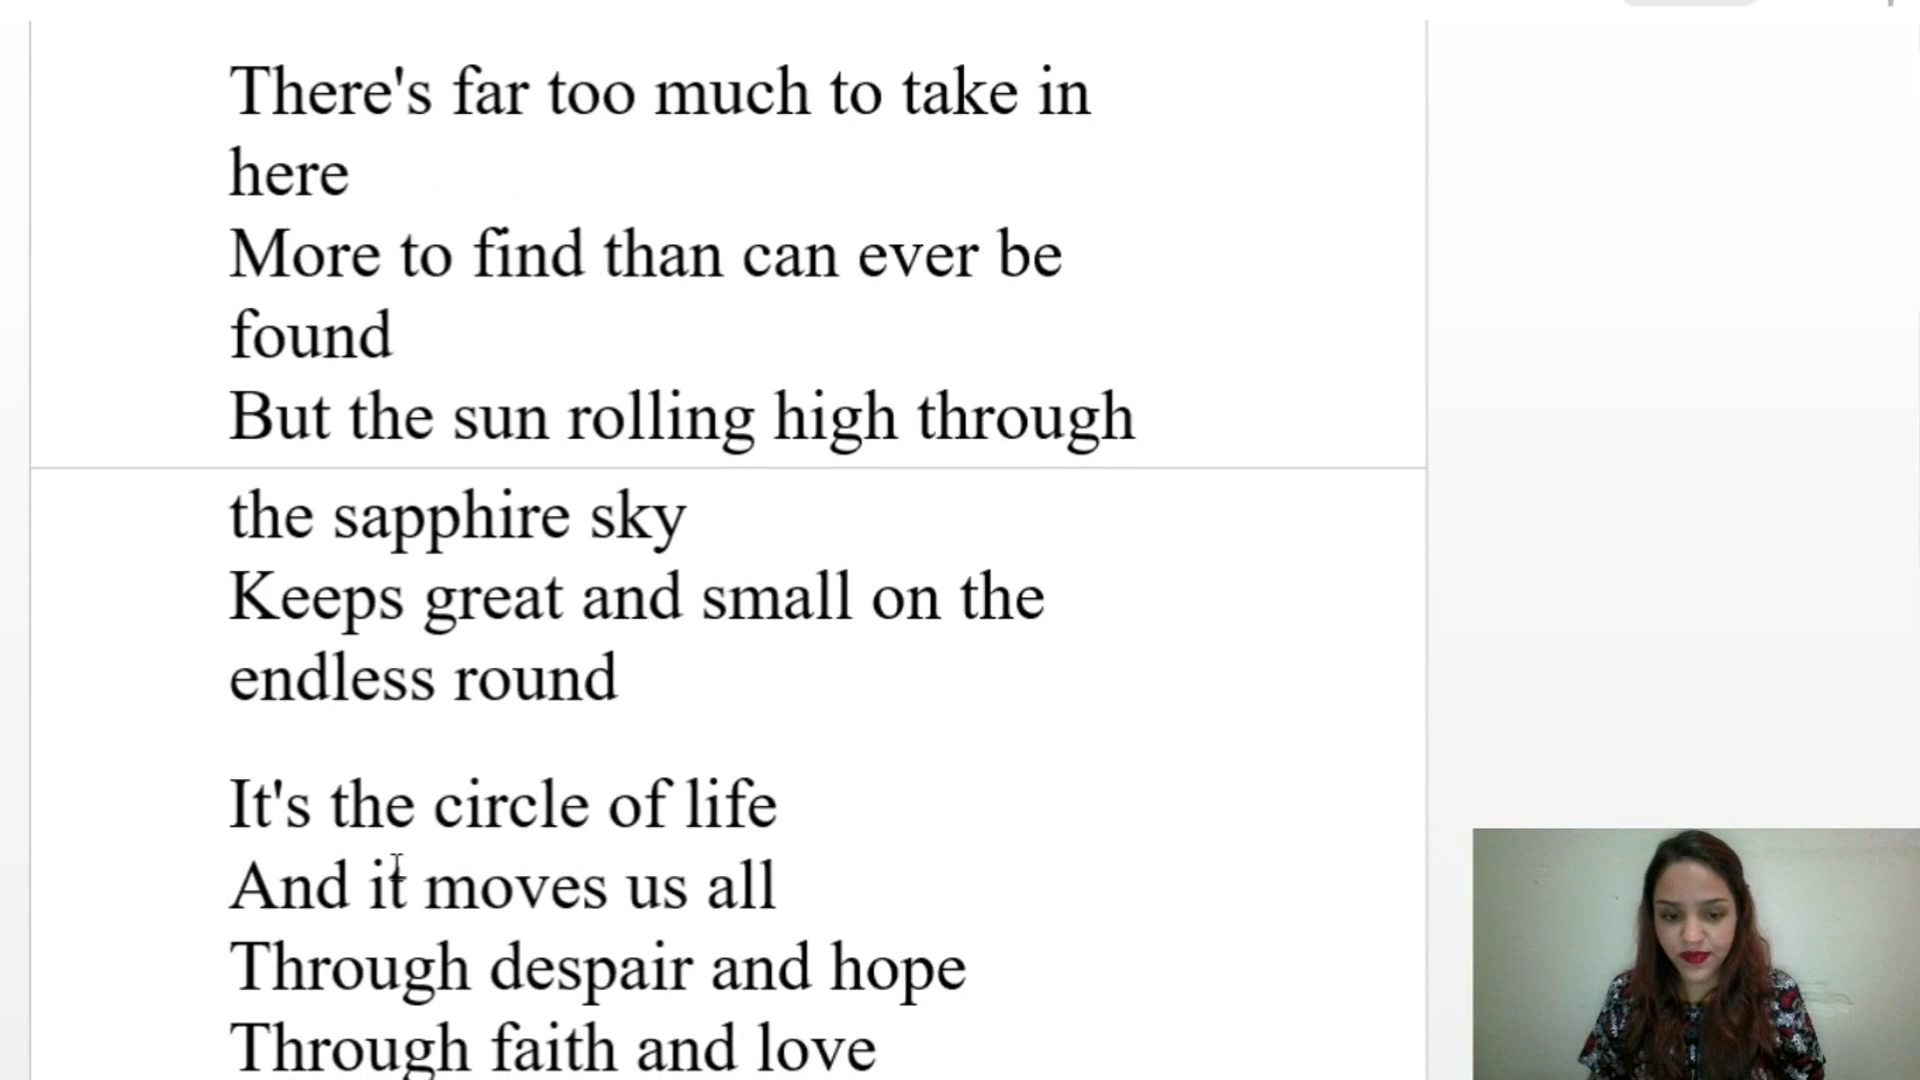 There's far too much to take in
here
More to find than can ever be
found
But the sun rolling high through
the sapphire sky
Keeps great and small on the
endless round
It's the circle of life
And it moves us all
Through despair and hope
Through faith and love